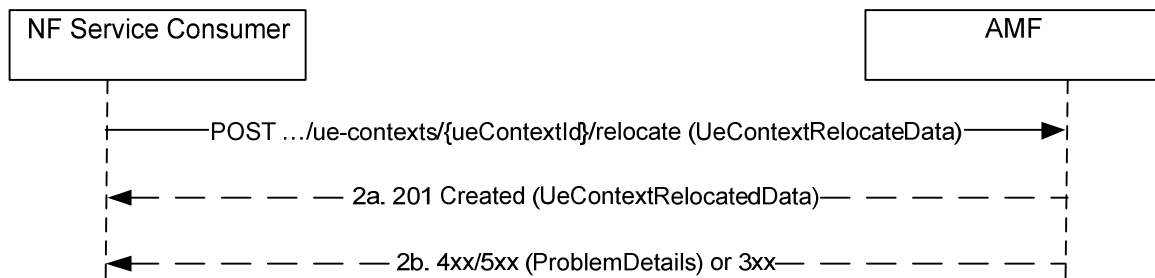 NF Service Consumer
AMF
POST …/ue-contexts/{ueContextId}/relocate (UeContextRelocateData)
2a. 201 Created (UeContextRelocatedData)
2b. 4xx/5xx (ProblemDetails) or 3xx